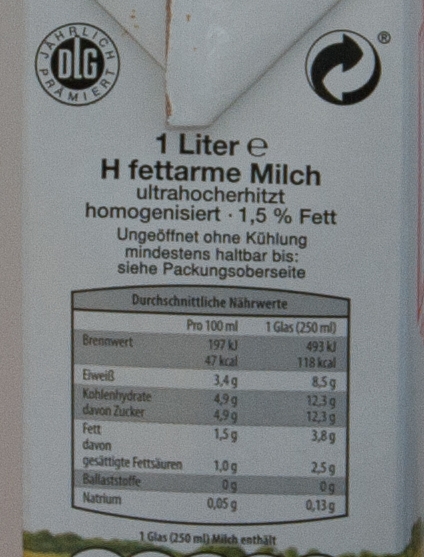 JÄHRLICH
DLG
PRÄMIERT
®
1 Liter ℮
H fettarme Milch
ultrahocherhitzt
homogenisiert · 1,5 % Fett
Ungeöffnet ohne Kühlung
mindestens haltbar bis:
siehe Packungsoberseite
Durchschnittliche Nährwerte
Pro 100 ml 1 Glas (250 ml)
Brennwert 197 kJ 493 kJ
47 kcal 118 kcal
Eiweiß 3,4 g 8,5 g
Kohlenhydrate 4,9 g 12,3 g
davon Zucker 4,9 g 12,3 g
Fett 1,5 g 3,8 g
davon
gesättigte Fettsäuren 1,0 g 2,5 g
Ballaststoffe 0 g 0 g
Natrium 0,05 g 0,13 g
1 Glas (250 ml) Milch enthält